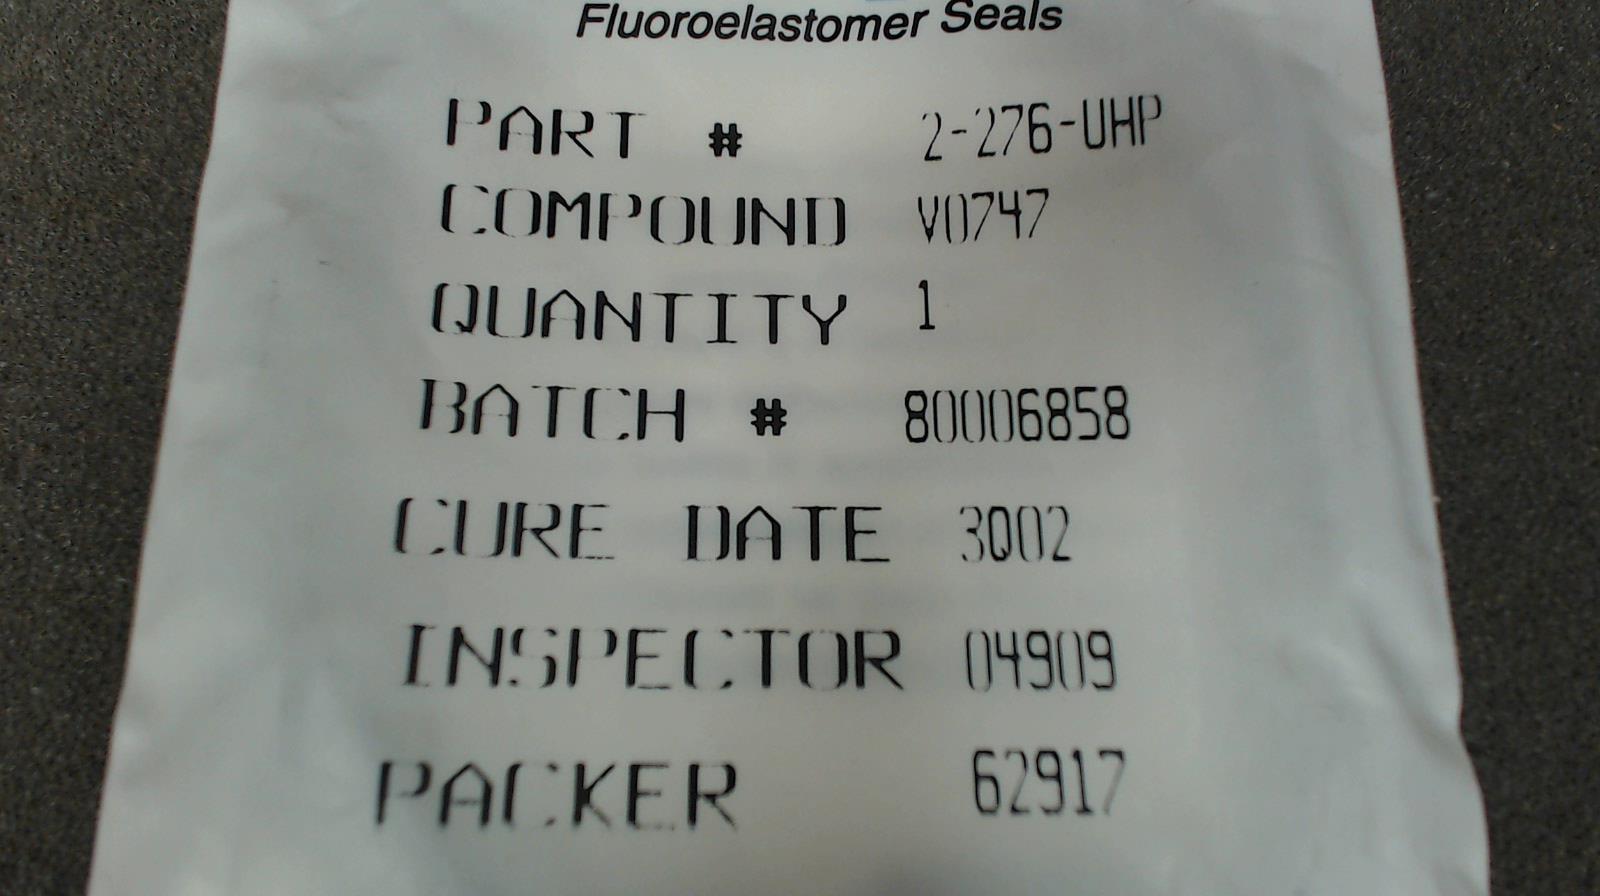 Fluoroelastomer Seals
PART # 2-276-UHP
COMPOUND V0747
QUANTITY 1
BATCH # 80006858
CURE DATE 3Q02
INSPECTOR 04909
PACKER 62917